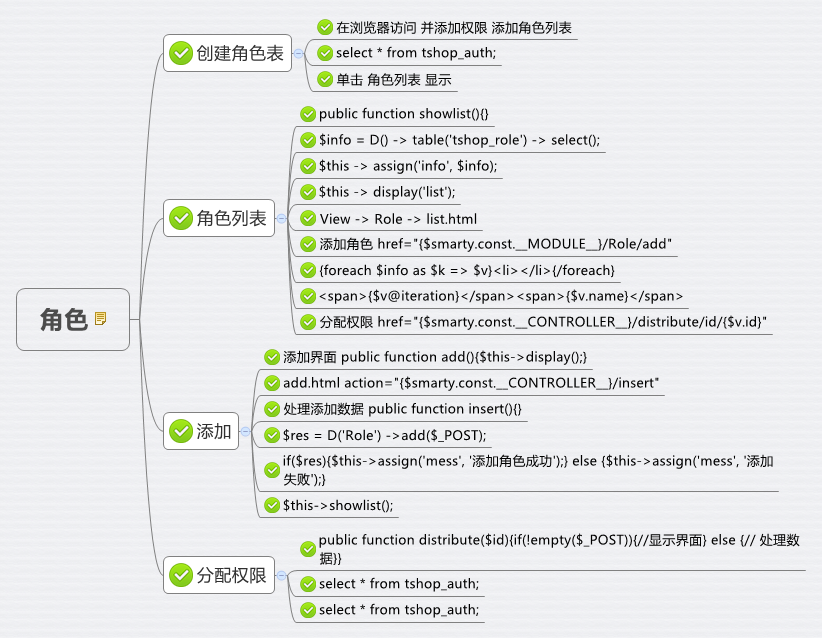 角色
创建角色表
在浏览器访问 并添加权限 添加角色列表
select * from tshop_auth;
单击 角色列表 显示
角色列表
public function showlist(){}
$info = D() -> table('tshop_role') -> select();
$this -> assign('info', $info);
$this -> display('list');
View -> Role -> list.html
添加角色 href="{$smarty.const.__MODULE__}/Role/add"
{foreach $info as $k => $v}<li></li>{/foreach}
<span>{$v@iteration}</span><span>{$v.name}</span>
分配权限 href="{$smarty.const.__CONTROLLER__}/distribute/id/{$v.id}"
添加
添加界面 public function add(){$this->display();}
add.html action="{$smarty.const.__CONTROLLER__}/insert"
处理添加数据 public function insert(){}
$res = D('Role') ->add($_POST);
if($res){$this->assign('mess', '添加角色成功');} else {$this->assign('mess', '添加
失败');}
$this->showlist();
分配权限
public function distribute($id){if(!empty($_POST)){//显示界面} else {// 处理数
据}}
select * from tshop_auth;
select * from tshop_auth;